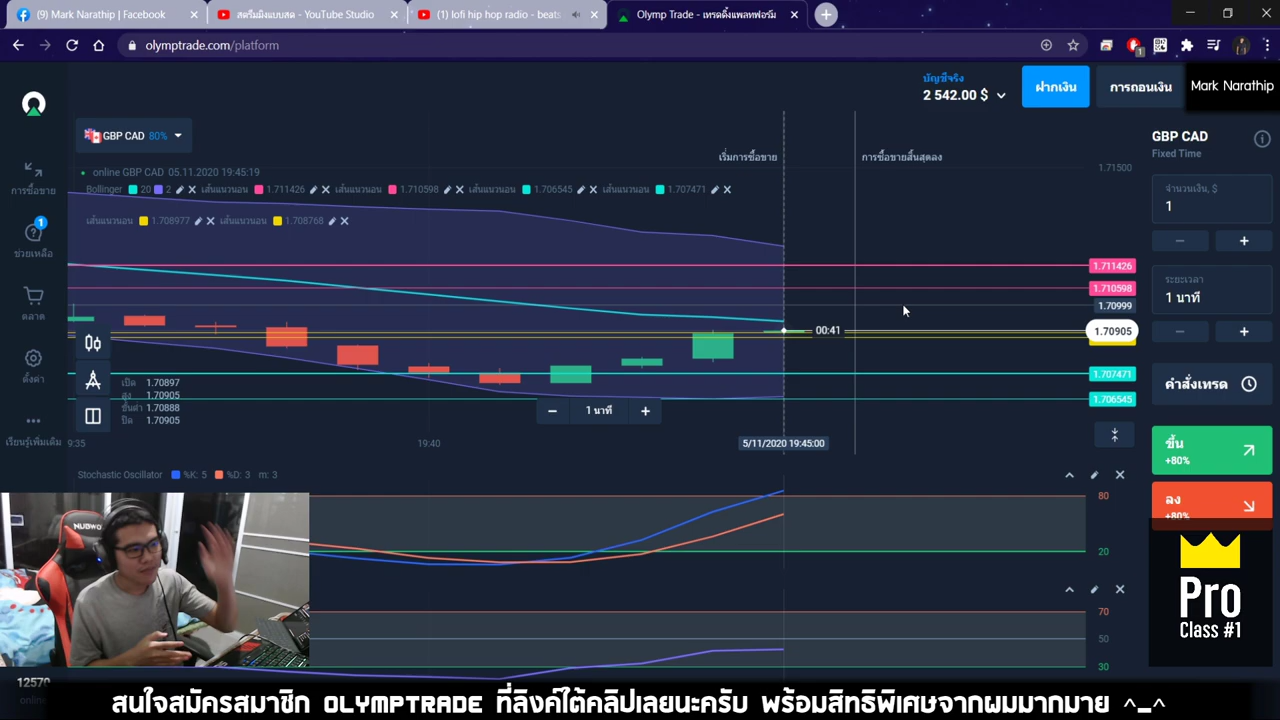 (9) Mark Narathip | Facebook
สตรีมมิงแบบสด - YouTube Studio
(1) lofi hip hop radio - beats
Olymp Trade - เทรดดิ้งแพลทฟอร์ม
olymptrade.com/platform
1
บัญชีจริง
2 542.00 $
ฝากเงิน
การถอนเงิน
Mark Narathip
GBP CAD 80%
GBP CAD
Fixed Time
เริ่มการซื้อขาย
การซื้อขายสิ้นสุดลง
1.71500
online GBP CAD 05.11.2020 19:45:19
Bollinger 20 2 เส้นแนวนอน 1.711426 เส้นแนวนอน 1.710598 เส้นแนวนอน 1.706545 เส้นแนวนอน 1.707471
เส้นแนวนอน 1.708977 เส้นแนวนอน 1.708768
การซื้อขาย
1
ช่วยเหลือ
ตลาด
ตั้งค่า
เรียนรู้เพิ่มเติม
จำนวนเงิน, $
1
ระยะเวลา
1 นาที
1.711426
1.710598
1.70999
00:41
1.70905
1.707471
1.706545
คำสั่งเทรด
เปิด 1.70897
สูง 1.70905
ขั้นต่ำ 1.70888
ปิด 1.70905
1 นาที
9:35
19:40
5/11/2020 19:45:00
ขึ้น
+80%
ลง
+80%
Stochastic Oscillator %K: 5 %D: 3 m: 3
80
20
70
50
30
NUBWO
Pro
Class #1
12570
online
สนใจสมัครสมาชิก OLYMPTRADE ที่ลิงค์ใต้คลิปเลยนะครับ พร้อมสิทธิพิเศษจากผมมากมาย ^_^